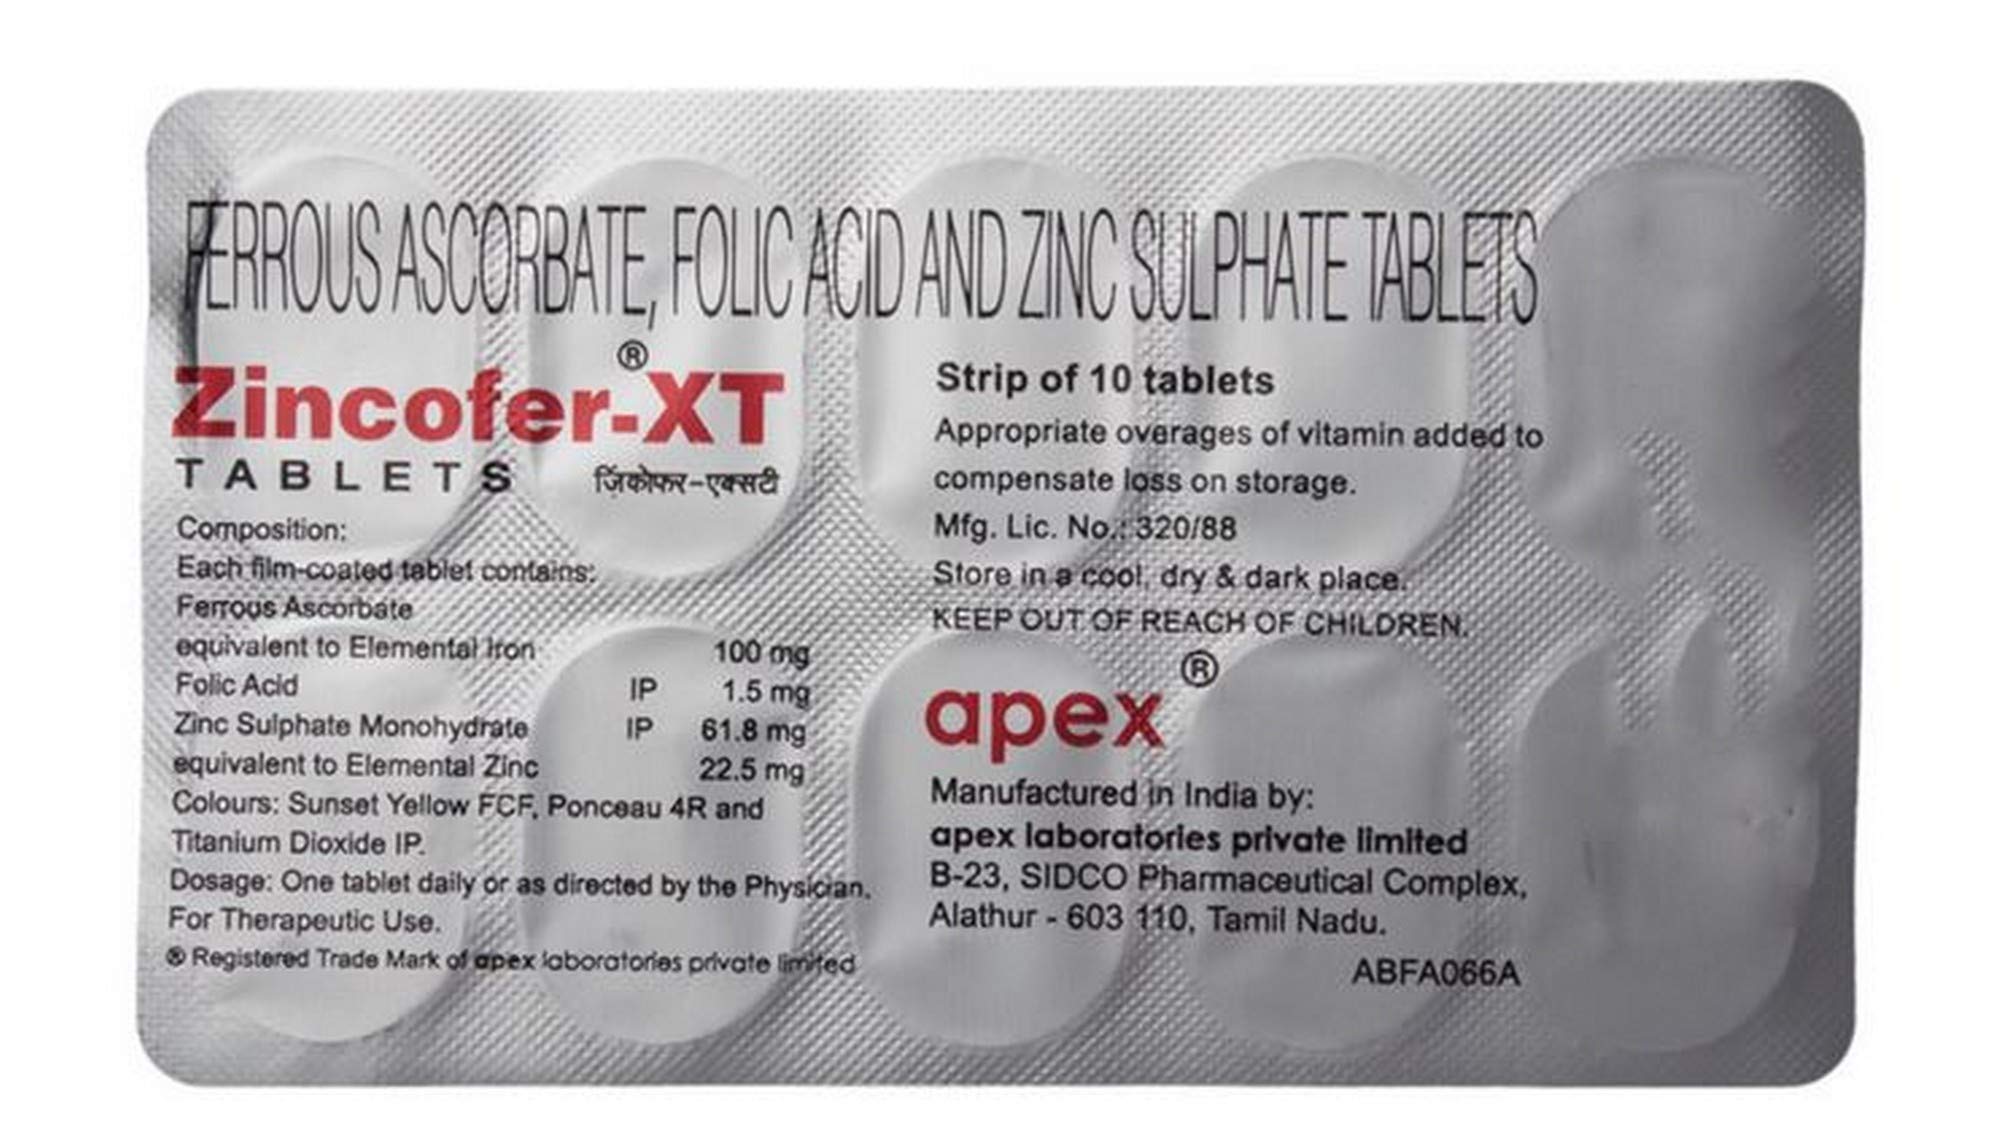 FERROUS ASCORBATE, FOLIC ACID AND ZINC SULPHATE TABLETS
Zincofer-XT®
TABLETS जिंकोफर-एक्सटी
Composition:
Each film-coated tablet contains:
Ferrous Ascorbate
equivalent to Elemental Iron 100 mg
Folic Acid IP 1.5 mg
Zinc Sulphate Monohydrate IP 61.8 mg
equivalent to Elemental Zinc 22.5 mg
Colours: Sunset Yellow FCF, Ponceau 4R and
Titanium Dioxide IP.
Dosage: One tablet daily or as directed by the Physician.
For Therapeutic Use.
® Registered Trade Mark of apex laboratories private limited
Strip of 10 tablets
Appropriate overages of vitamin added to
compensate loss on storage.
Mfg. Lic. No.: 320/88
Store in a cool, dry & dark place.
KEEP OUT OF REACH OF CHILDREN.
apex®
Manufactured in India by:
apex laboratories private limited
B-23, SIDCO Pharmaceutical Complex,
Alathur - 603 110, Tamil Nadu.
ABFA066A